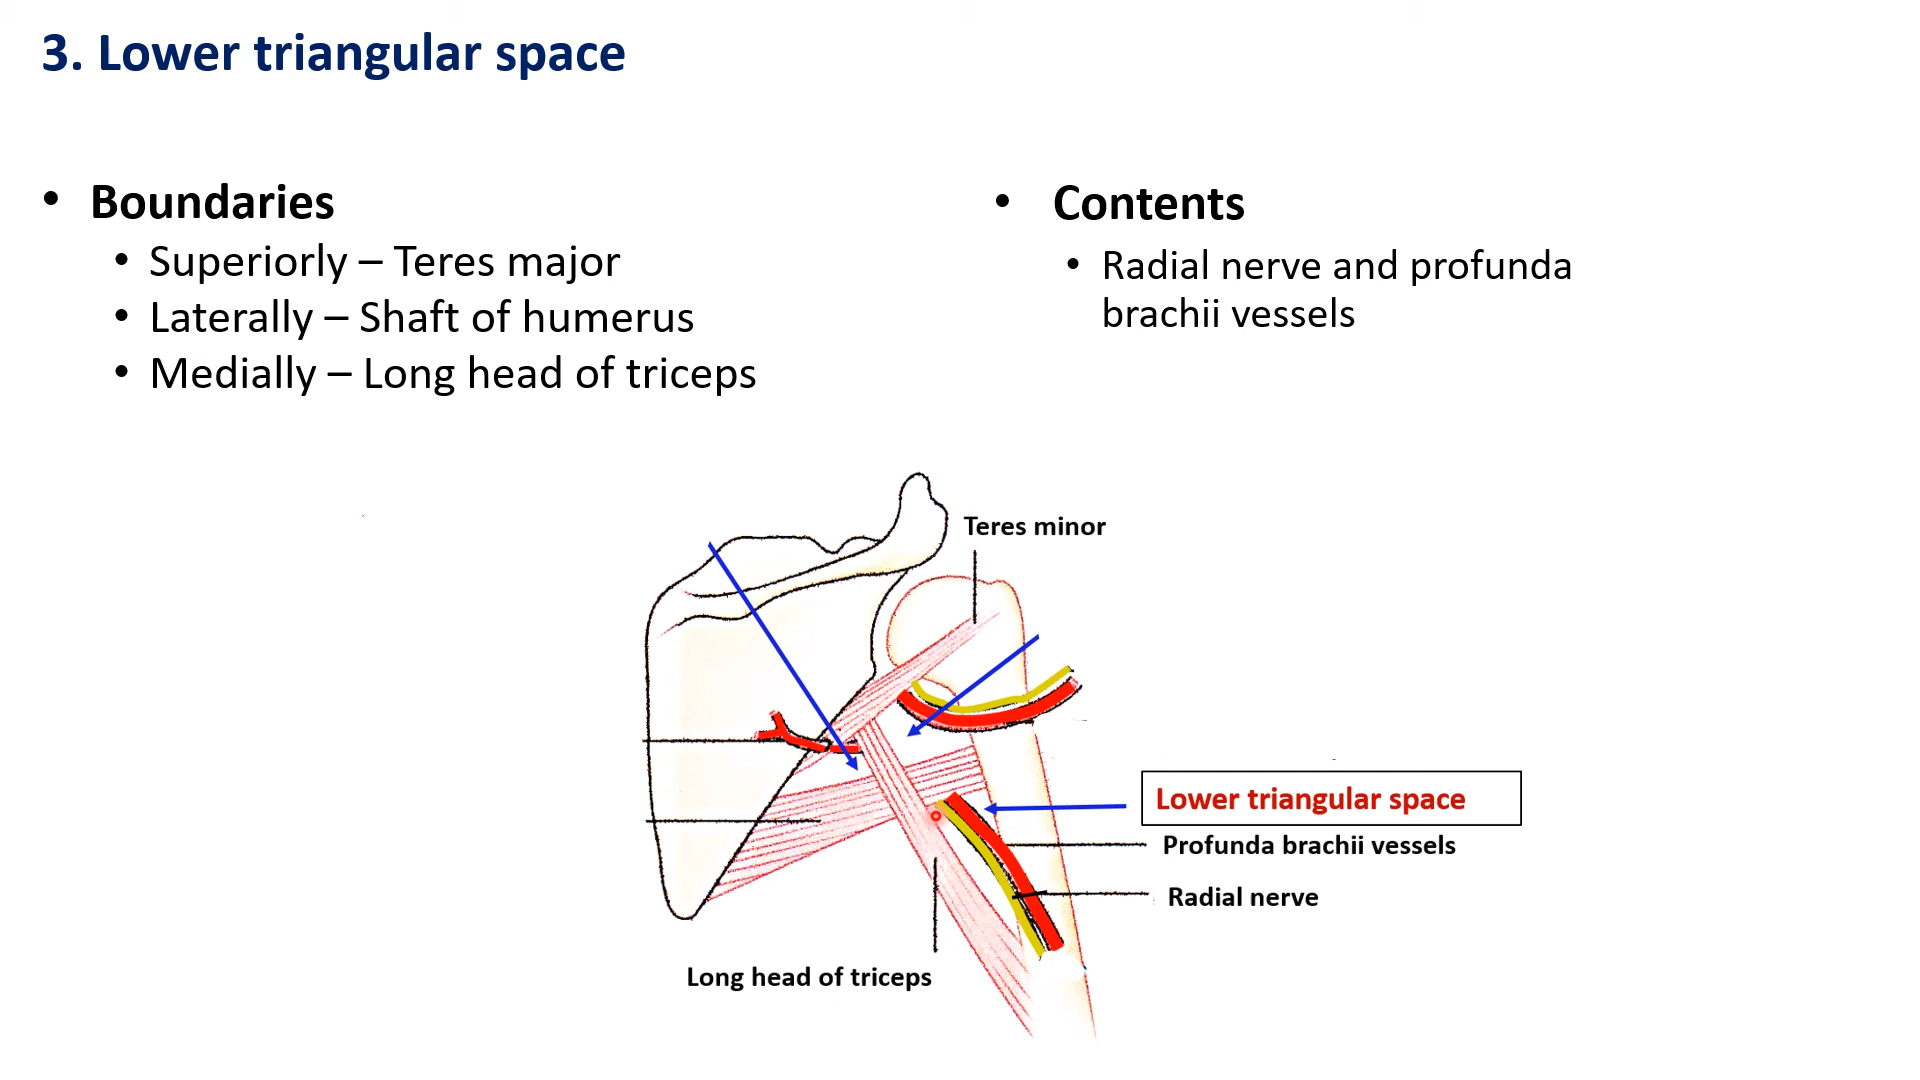 3. Lower triangular space
• Boundaries
• Superiorly – Teres major
• Laterally – Shaft of humerus
• Medially – Long head of triceps
• Contents
• Radial nerve and profunda
brachii vessels
Teres minor
Lower triangular space
Profunda brachii vessels
Radial nerve
Long head of triceps